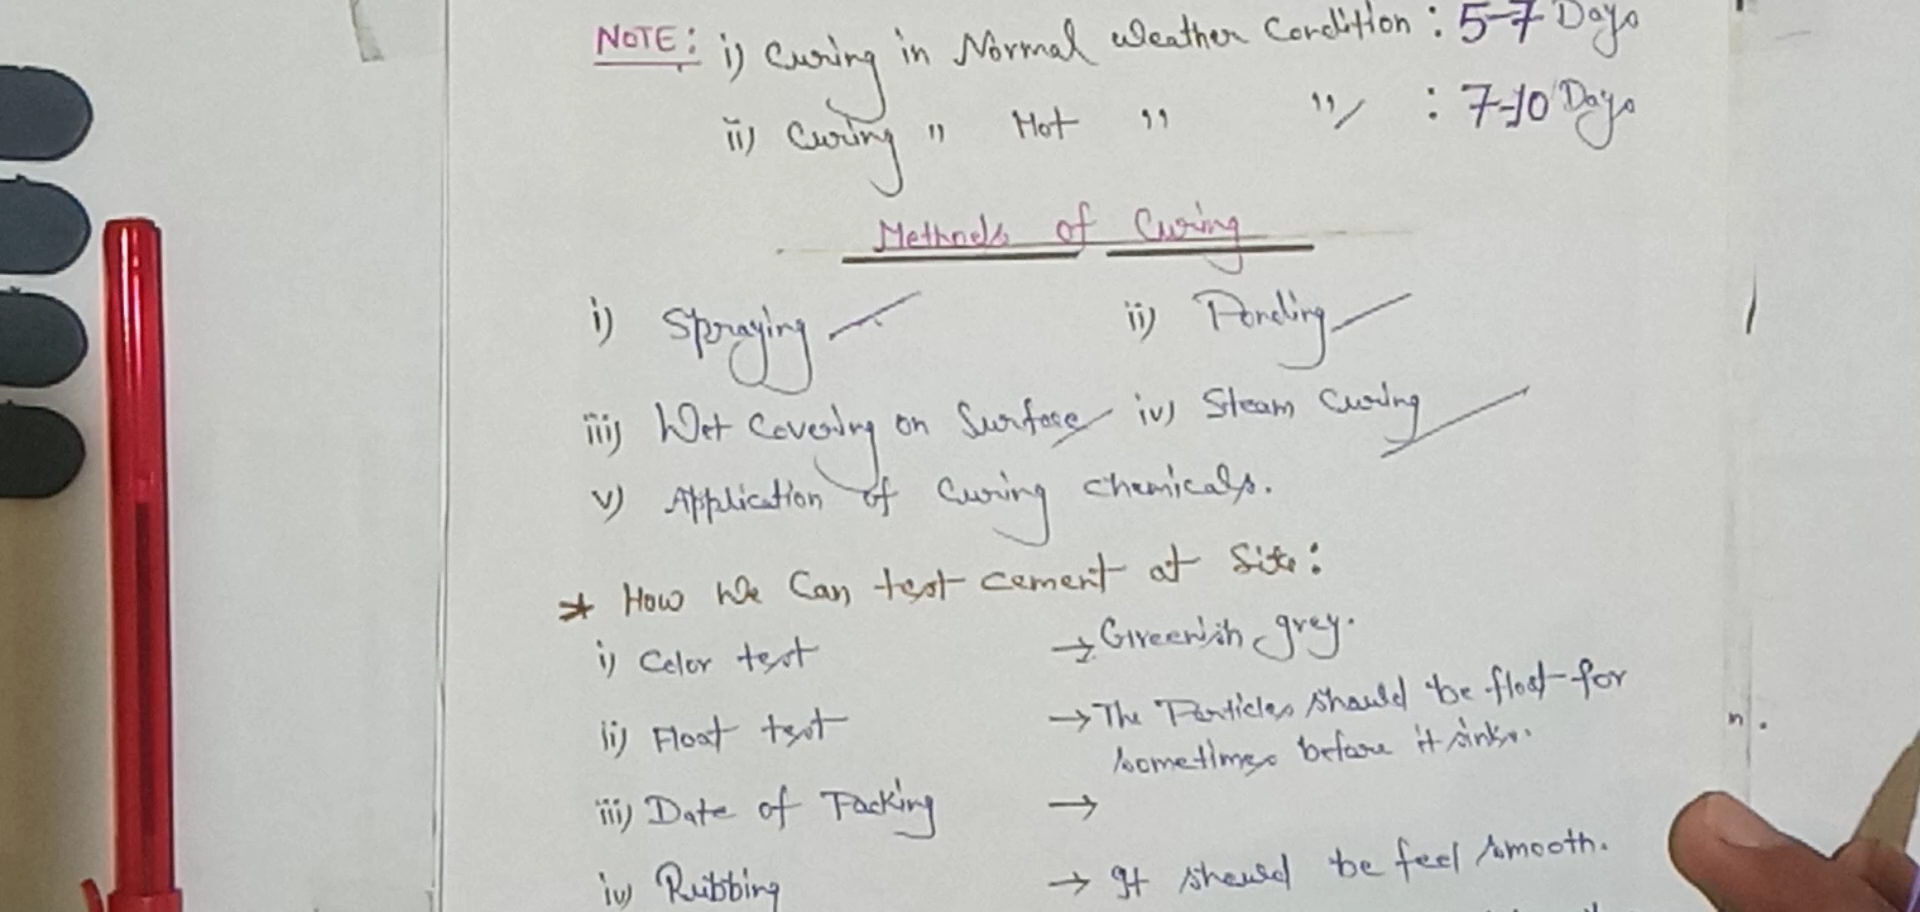 NOTE: i) Curing in Normal Weather Condition : 5-7 Days
ii) Curing " Hot " " : 7-10 Days
Methods of Curing
i) Spraying ii) Ponding
iii) Wet Covering on Surface iv) Steam Curing
v) Application of Curing Chemicals.
* How We Can test cement at Site:
i) Color test → Greenish grey.
ii) Float test → The Particles should be float for
sometimes before it sinks.
iii) Date of Packing →
iv) Rubbing → It should be feel smooth.